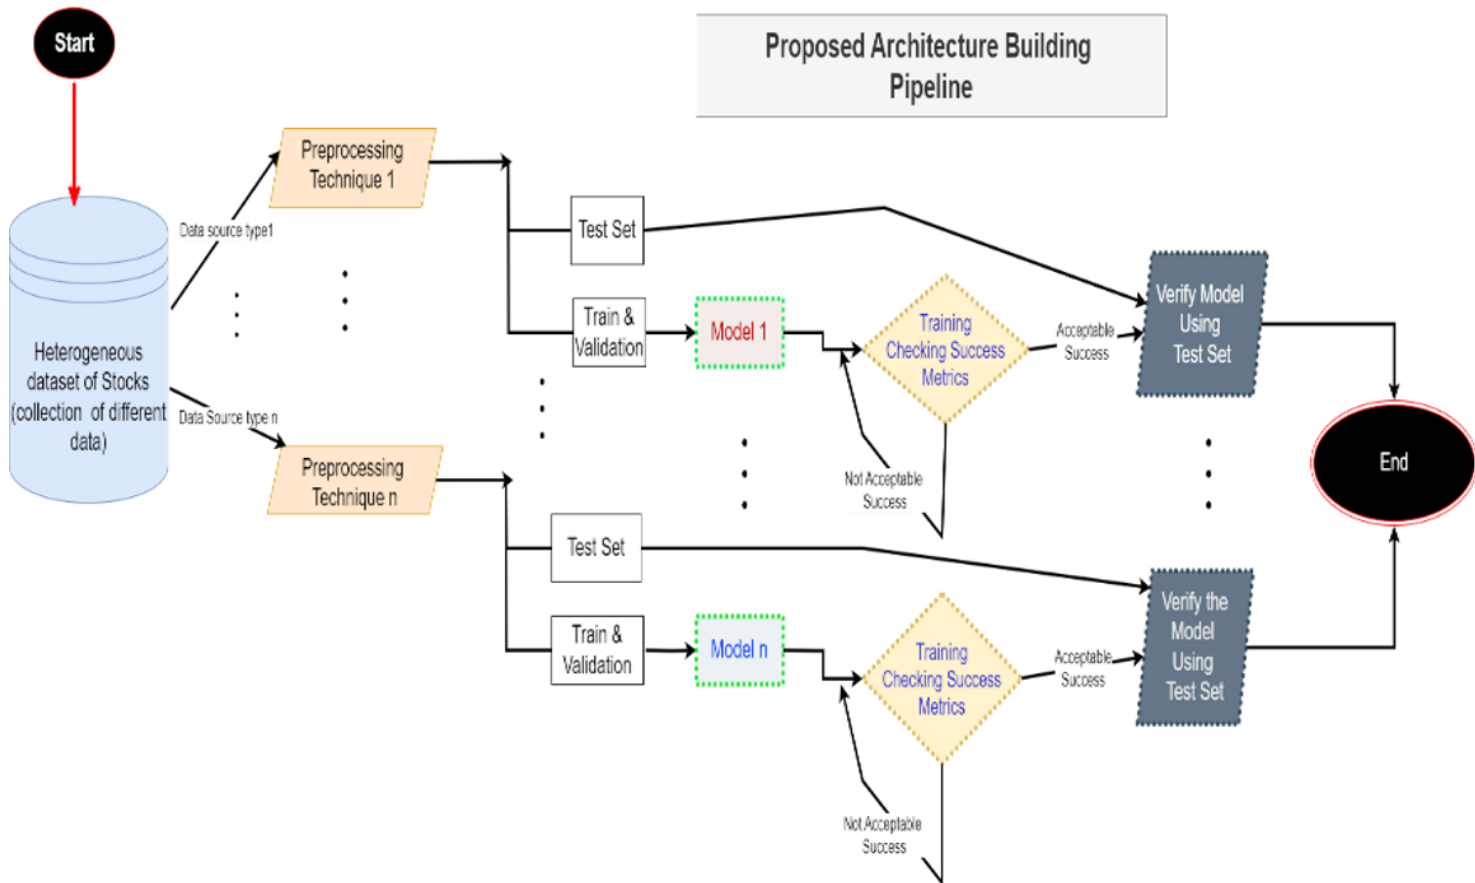 Start
Proposed Architecture Building
Pipeline
Preprocessing
Technique 1
Data source type1
Test Set
Train &
Validation
Model 1
Training
Checking Success
Metrics
Acceptable
Success
Not Acceptable
Success
Verify Model
Using
Test Set
Heterogeneous
dataset of Stocks
(collection of different
data)
Data Source type n
Preprocessing
Technique n
End
Test Set
Train &
Validation
Model n
Training
Checking Success
Metrics
Acceptable
Success
Not Acceptable
Success
Verify the
Model
Using
Test Set